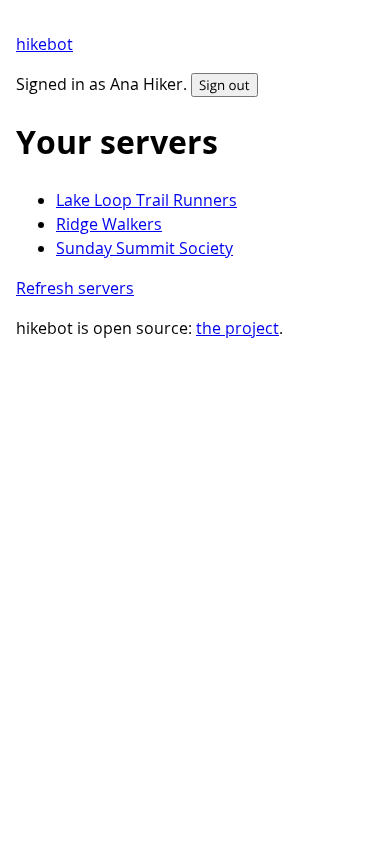 hikebot
Signed in as Ana Hiker. Sign out
Your servers
Lake Loop Trail Runners
Ridge Walkers
Sunday Summit Society
Refresh servers
hikebot is open source: the project.